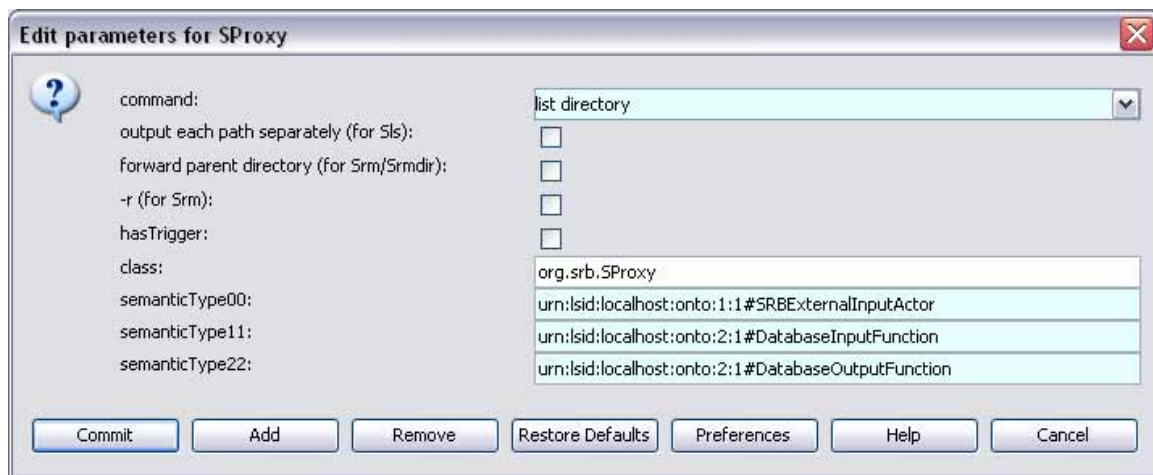 Edit parameters for SProxy
command: list directory
output each path separately (for Sls):
forward parent directory (for Srm/Srmdir):
-r (for Srm):
hasTrigger:
class: org.srb.SProxy
semanticType00: urn:lsid:localhost:onto:1:1#SRBExternalInputActor
semanticType11: urn:lsid:localhost:onto:2:1#DatabaseInputFunction
semanticType22: urn:lsid:localhost:onto:2:1#DatabaseOutputFunction
Commit Add Remove Restore Defaults Preferences Help Cancel